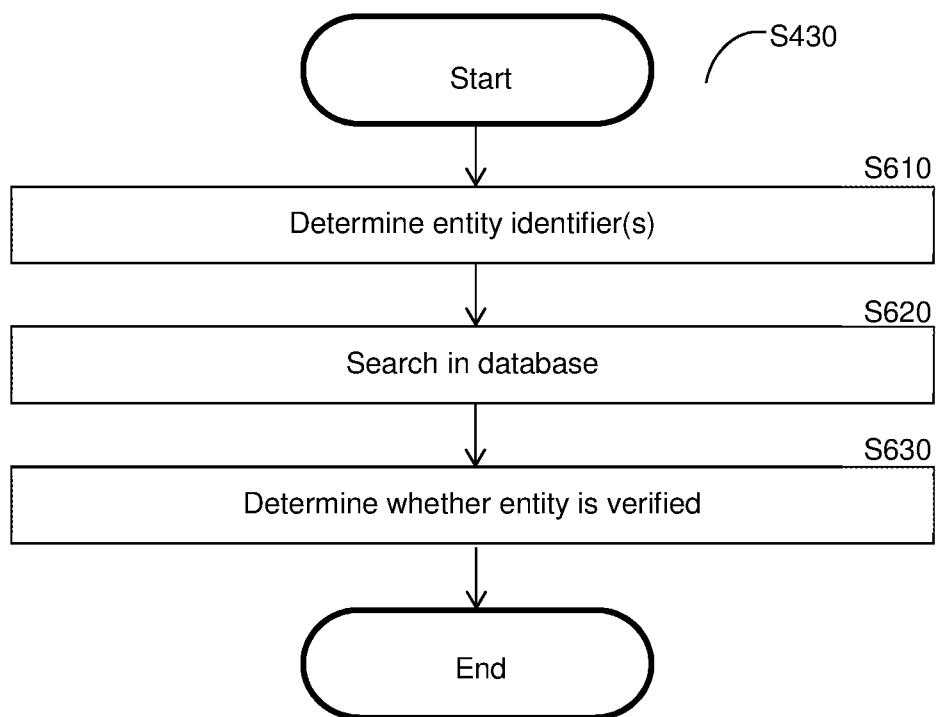 S430
Start
S610
Determine entity identifier(s)
S620
Search in database
S630
Determine whether entity is verified
End